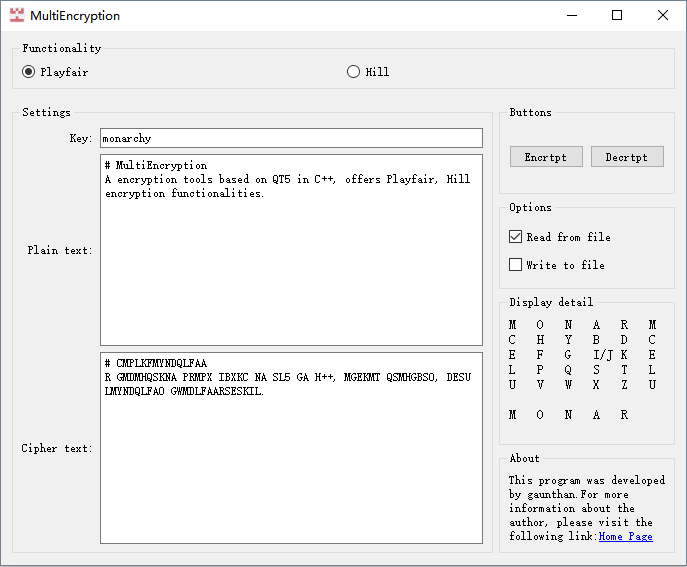 MultiEncryption
Functionality
Playfair
Hill
Settings
Key:
monarchy
Plain text:
# MultiEncryption
A encryption tools based on QT5 in C++, offers Playfair, Hill
encryption functionalities.
Cipher text:
# CMPLKFMYNDQLFAA
R GMDMHQSKNA PRMPX IBXKC NA SL5 GA H++, MGEKMT QSMHGBSO, DESU
LMYNDQLFAO GWMDLFAARSESKIL.
Buttons
Encrtpt
Decrtpt
Options
Read from file
Write to file
Display detail
M O N A R M
C H Y B D C
E F G I/J K E
L P Q S T L
U V W X Z U
M O N A R
About
This program was developed
by gaunthan.For more
information about the
author, please visit the
following link:Home Page